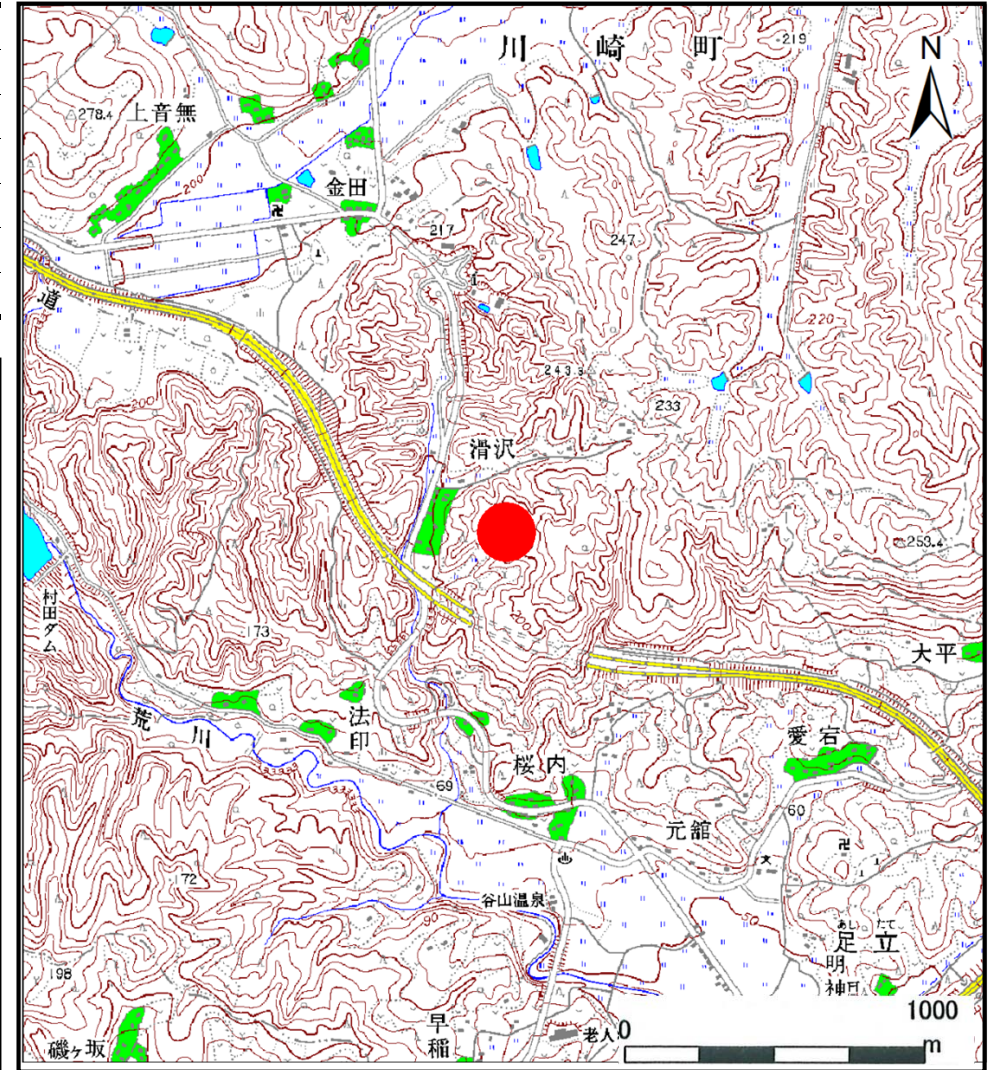 川崎町
219
N
278.4
上音無
200
金田
217
247
道
220
243.3
233
滑沢
253.4
村田ダム
220
173
大平
荒川
法印
愛宕
桜内
69
60
元舘
72
谷山温泉
90
50
あし たて
足立
明神
198
早稲
老人
磯ヶ坂
0
1000
m